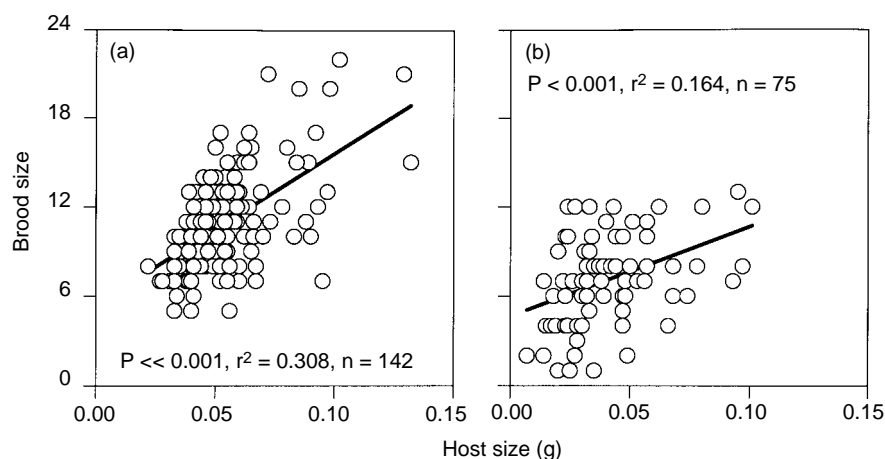 24
18
12
6
0
Brood size
(a)
P << 0.001, r² = 0.308, n = 142
0.00 0.05 0.10 0.15
(b)
P < 0.001, r² = 0.164, n = 75
0.00 0.05 0.10 0.15
Host size (g)